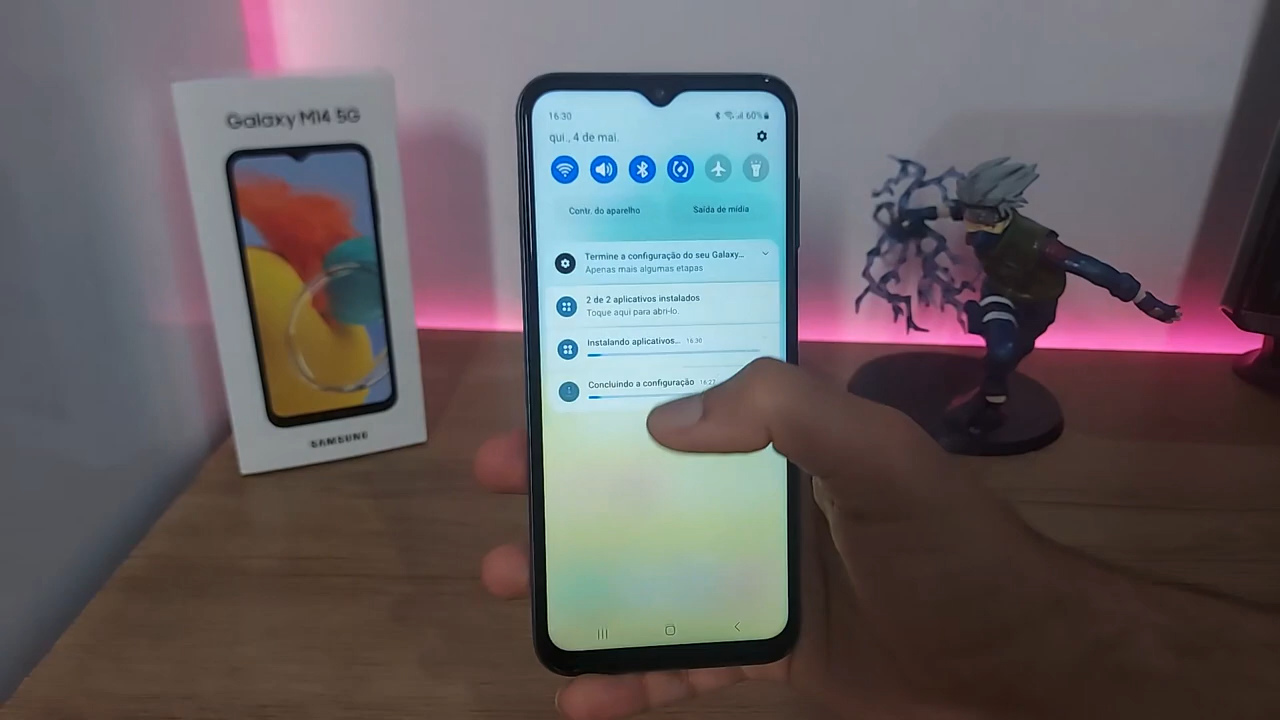 Galaxy M14 5G
SAMSUNG
16:30
60%
qui., 4 de mai.
Contr. do aparelho
Saída de mídia
Termine a configuração do seu Galaxy...
Apenas mais algumas etapas
2 de 2 aplicativos instalados
Toque aqui para abri-lo.
Instalando aplicativos... 16:30
Concluindo a configuração 16:27